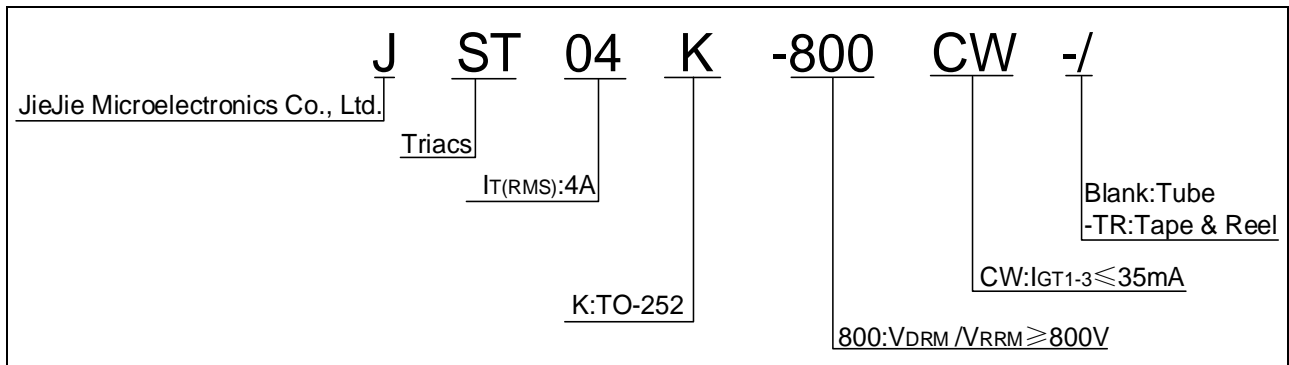 J ST 04 K -800 CW -/
JieJie Microelectronics Co., Ltd.
Triacs
IT(RMS):4A
Blank:Tube
-TR:Tape & Reel
CW:IGT1-3≤35mA
K:TO-252
800:VDRM /VRRM≥800V